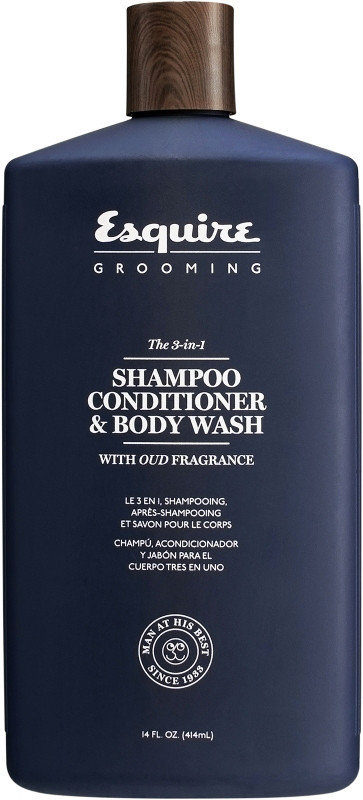 Esquire
GROOMING
The 3-in-1
SHAMPOO
CONDITIONER
& BODY WASH
WITH OUD FRAGRANCE
LE 3 EN 1, SHAMPOOING,
APRÈS-SHAMPOOING
ET SAVON POUR LE CORPS
CHAMPÚ, ACONDICIONADOR
Y JABÓN PARA EL
CUERPO TRES EN UNO
MAN AT HIS BEST
SINCE 1933
14 FL. OZ. (414mL)